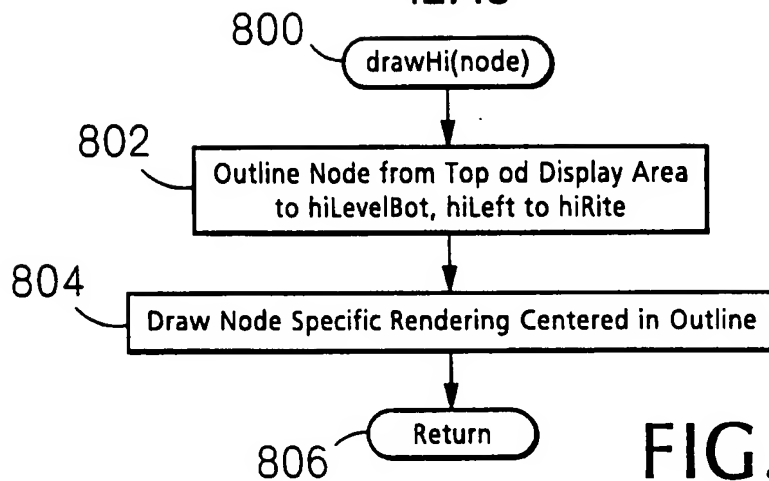 800
drawHi(node)
802
Outline Node from Top od Display Area
to hiLevelBot, hiLeft to hiRite
804
Draw Node Specific Rendering Centered in Outline
Return
806
FIG.